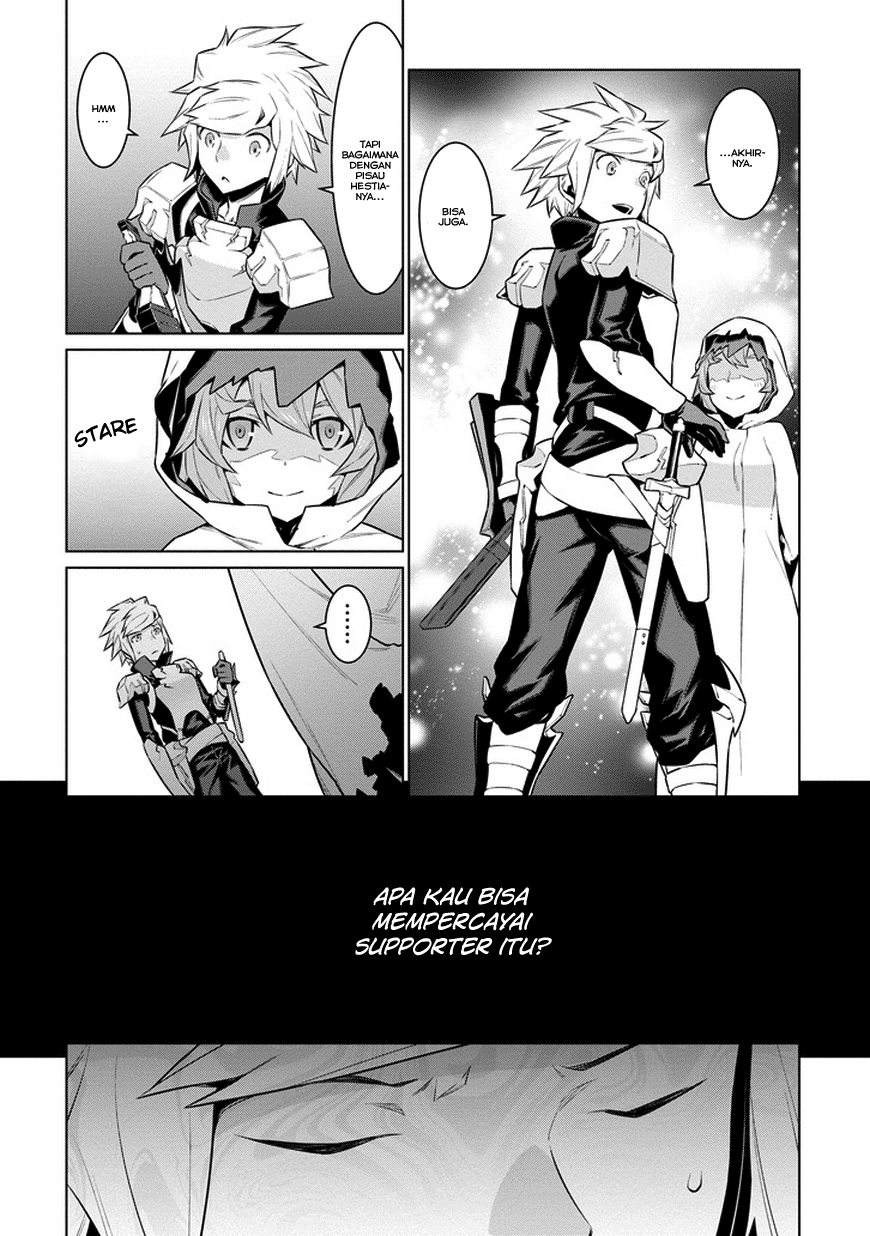 ...AKHIR-
NYA.
BISA
JUGA.
TAPI
BAGAIMANA
DENGAN
PISAU
HESTIA-
NYA...
HMM
...
STARE
......
APA KAU BISA
MEMPERCAYAI
SUPPORTER ITU?